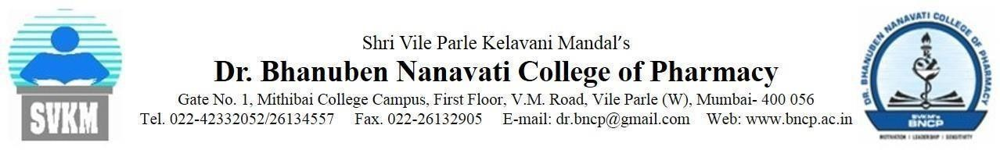 SVKM
Shri Vile Parle Kelavani Mandal's
Dr. Bhanuben Nanavati College of Pharmacy
Gate No. 1, Mithibai College Campus, First Floor, V.M. Road, Vile Parle (W), Mumbai- 400 056
Tel. 022-42332052/26134557 Fax. 022-26132905 E-mail: dr.bncp@gmail.com Web: www.bncp.ac.in
DR. BHANUBEN NANAVATI COLLEGE OF PHARMACY
SVKM's
BNCP
MOTIVATION | LEADERSHIP | SENSITIVITY